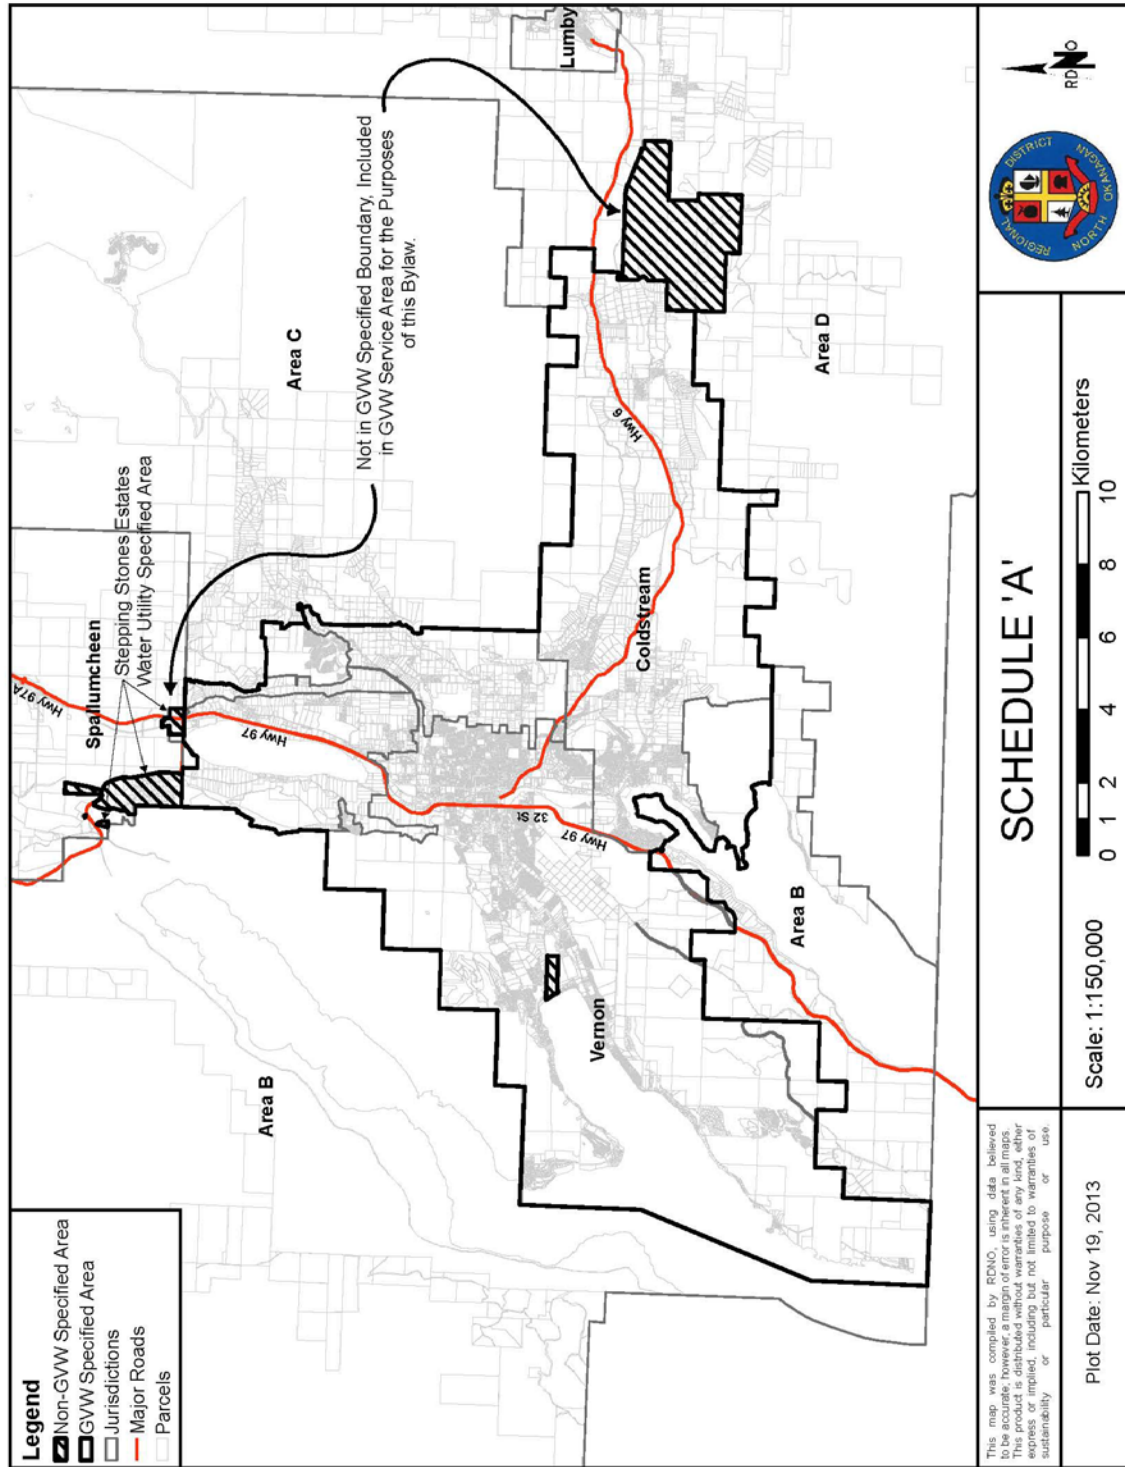 Legend
Non-GVW Specified Area
GVW Specified Area
Jurisdictions
Major Roads
Parcels
Spallumcheen
Stepping Stones Estates
Water Utility Specified Area
Hwy 97A
Hwy 97
Area C
Not in GVW Specified Boundary, Included
in GVW Service Area for the Purposes
of this Bylaw.
Lumby
Area B
Vernon
32 St
Hwy 97
Coldstream
Hwy 6
Area B
Area D
This map was compiled by RDNO, using data believed
to be accurate; however, a margin of error is inherent in all maps.
This product is distributed without warranties of any kind, either
express or implied, including but not limited to warranties of
sustainability or particular purpose or use.
Plot Date: Nov 19, 2013
SCHEDULE 'A'
Scale: 1:150,000
0 1 2 4 6 8 10
Kilometers
REGIONAL DISTRICT
NORTH OKANAGAN
RDNO